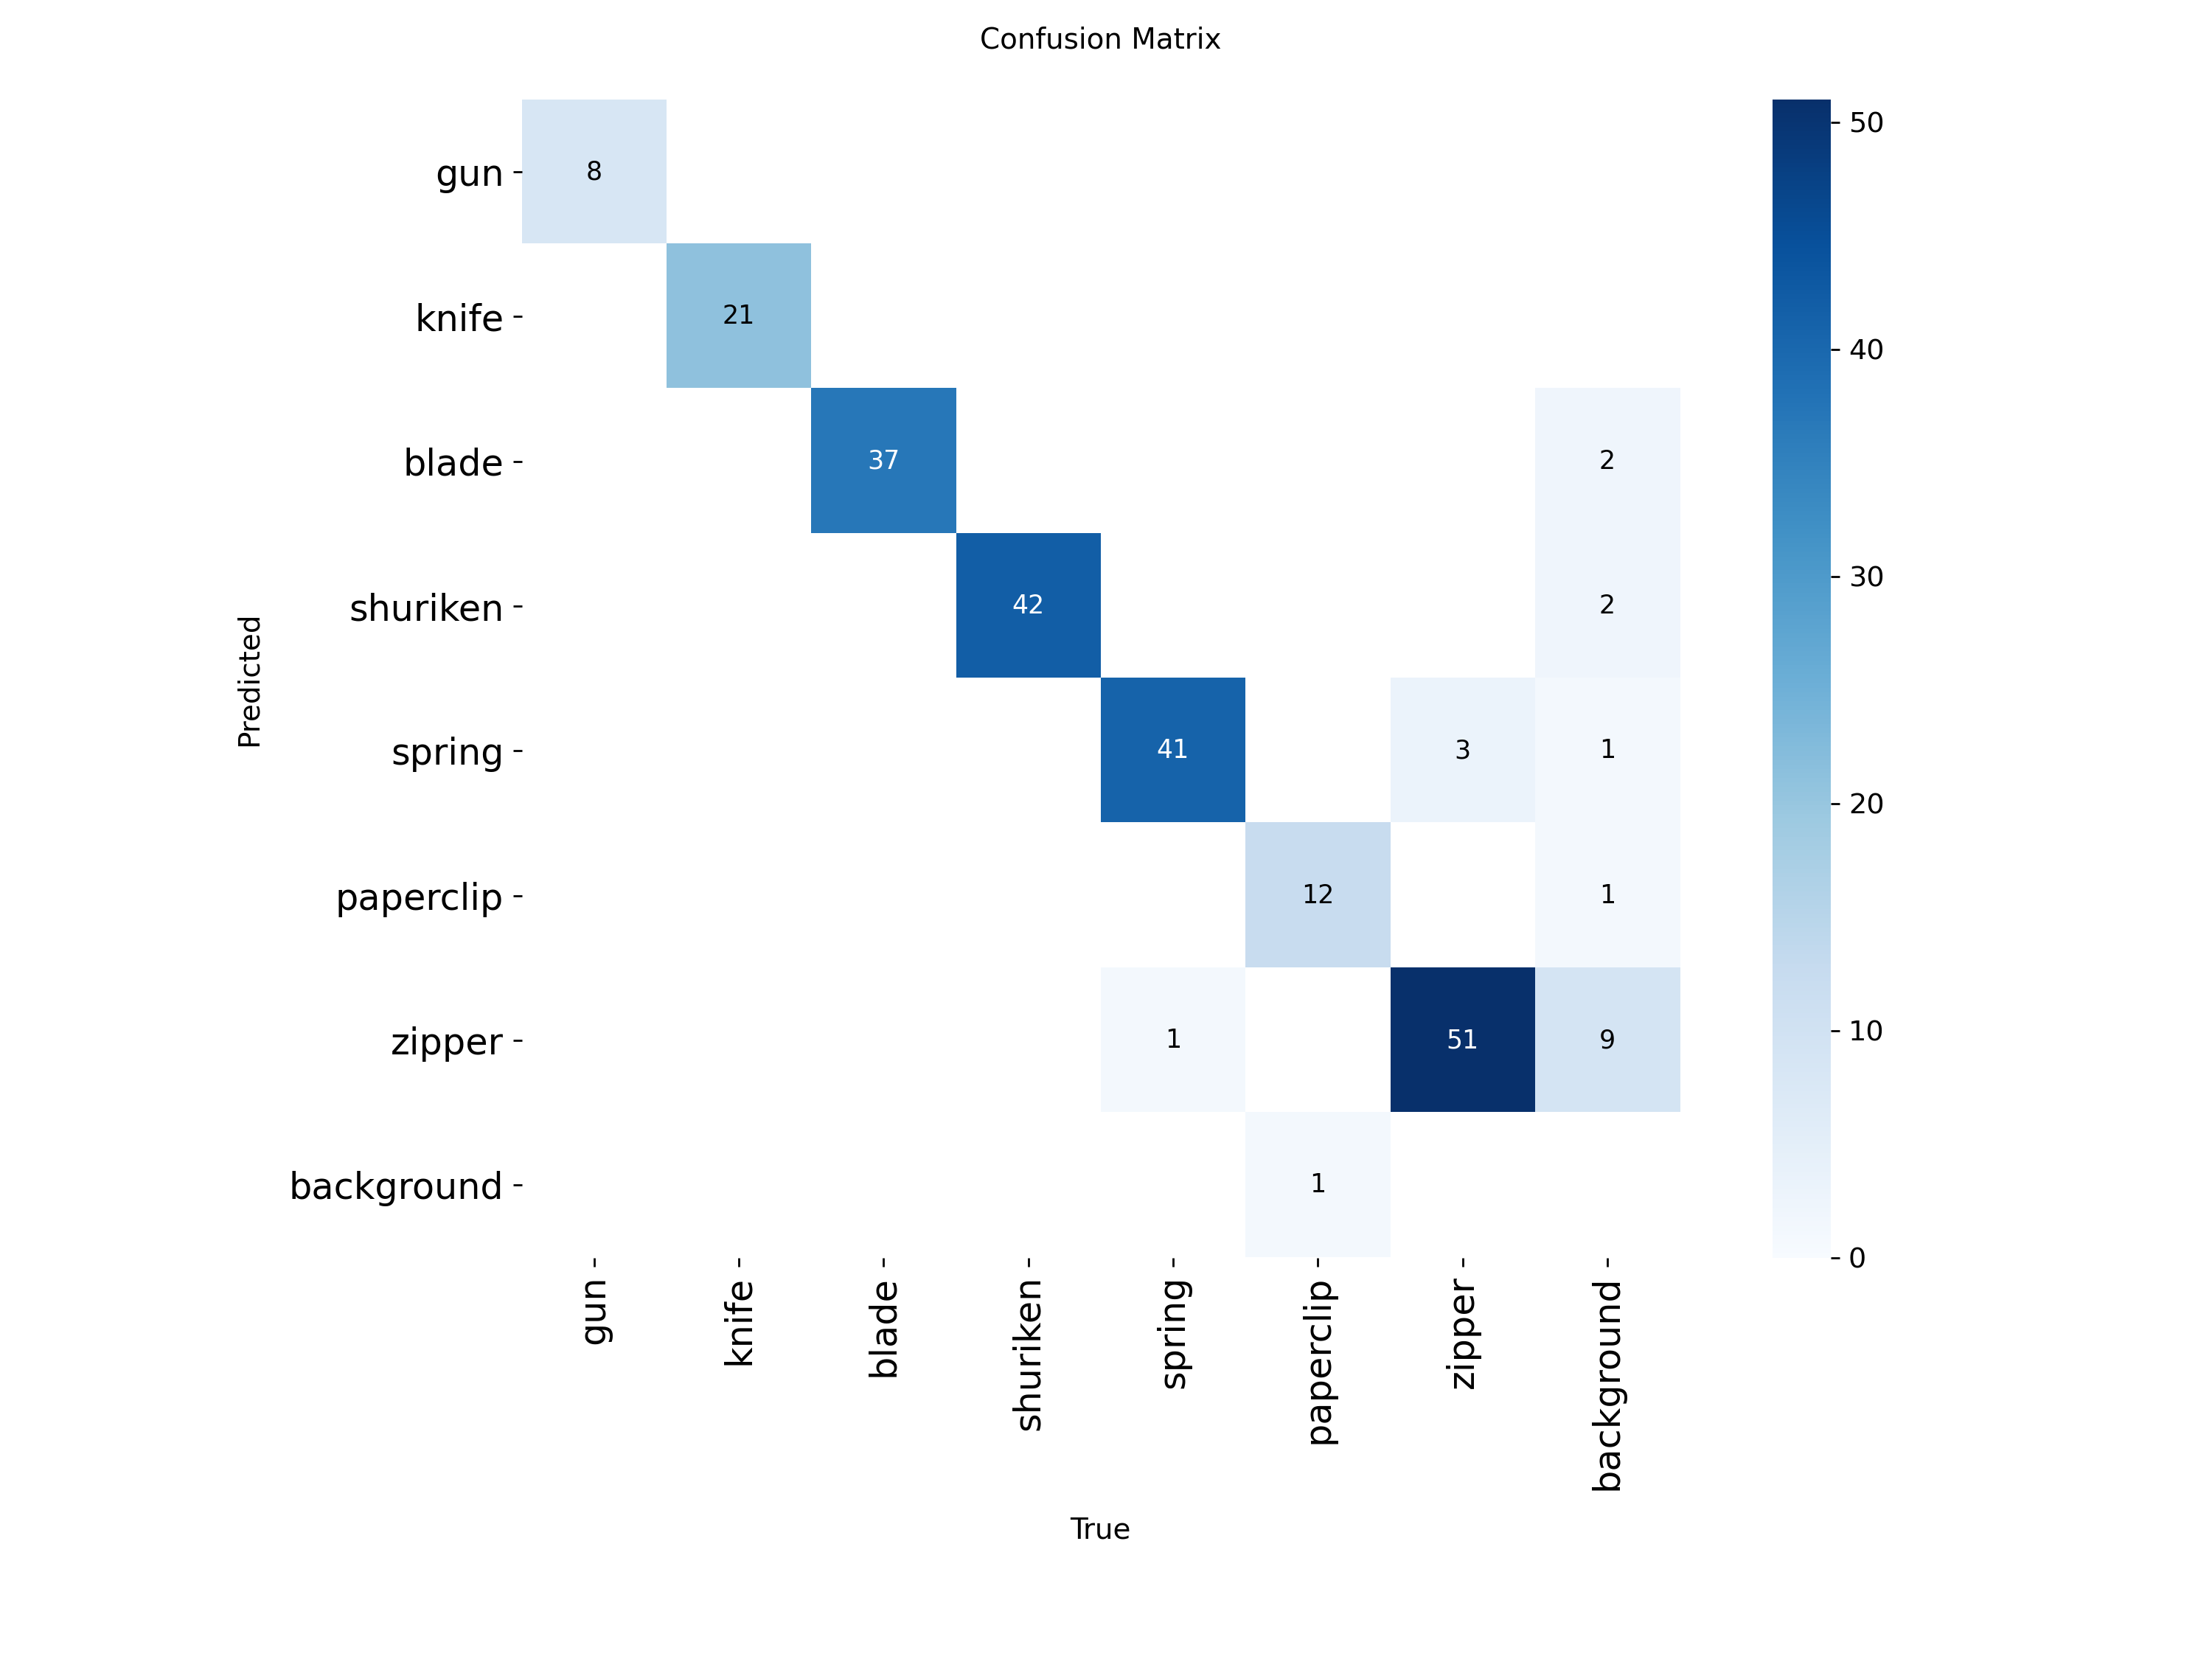 Confusion Matrix
gun 8
knife 21
blade 37 2
shuriken 42 2
spring 41 3 1
paperclip 12 1
zipper 1 51 9
background 1
Predicted
gun knife blade shuriken spring paperclip zipper background
True
50
40
30
20
10
0